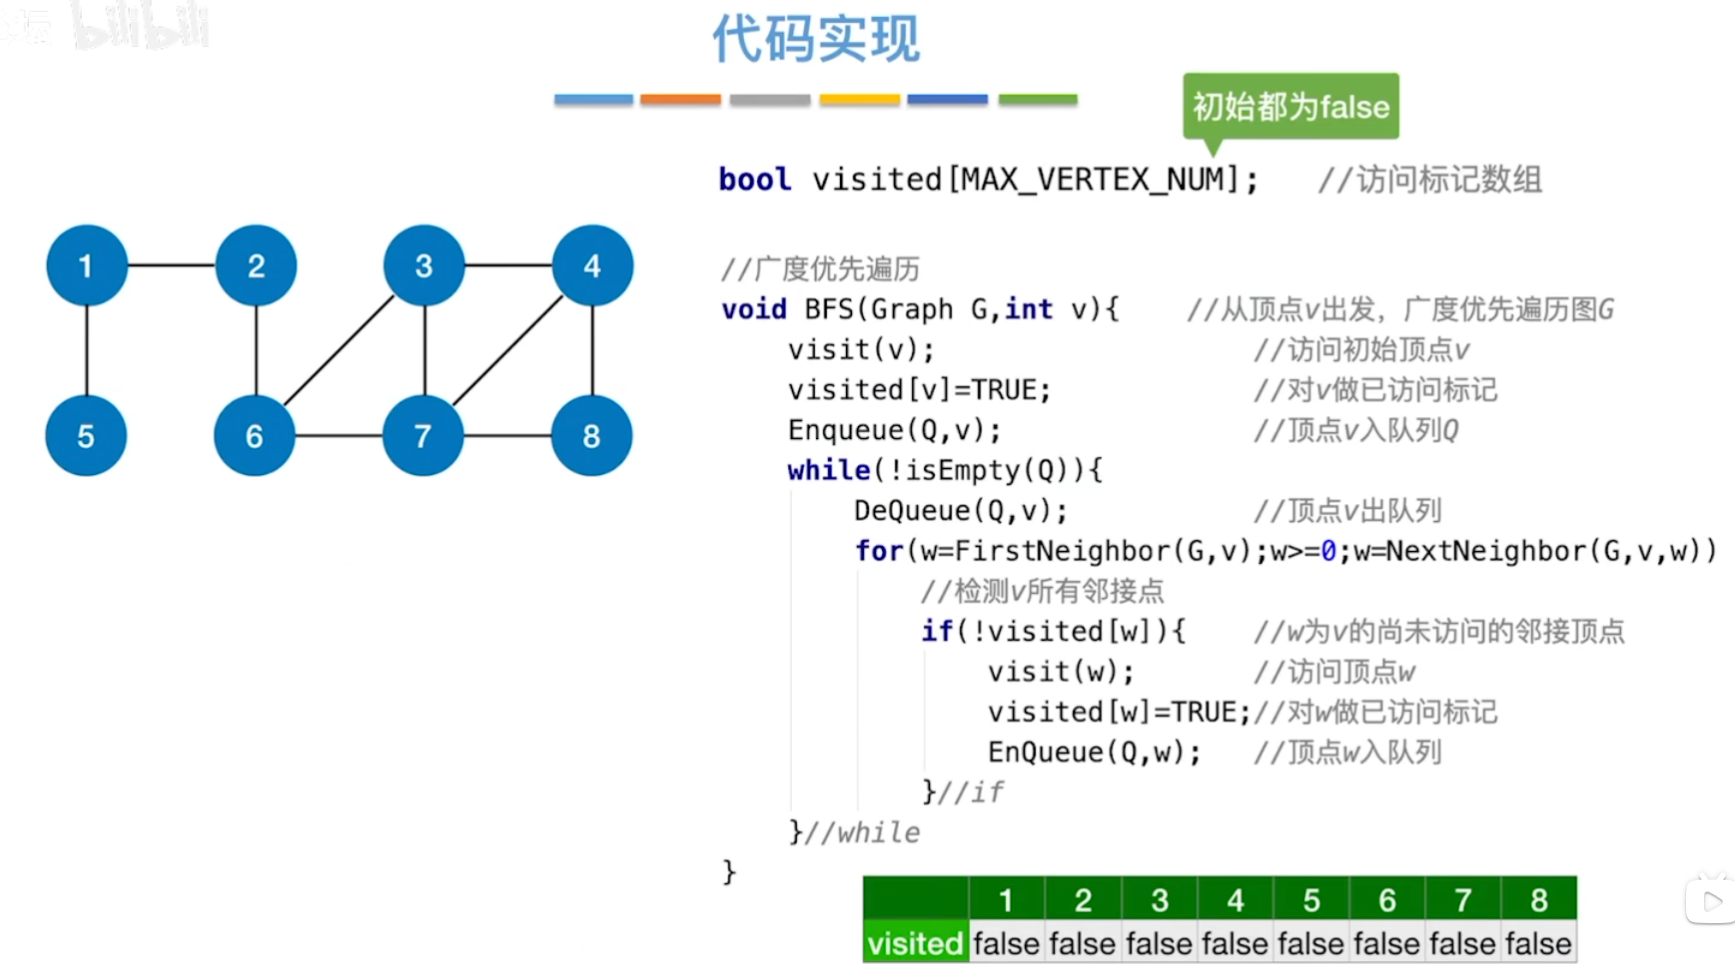 bilibili
代码实现
初始都为false
bool visited[MAX_VERTEX_NUM]; //访问标记数组
//广度优先遍历
void BFS(Graph G,int v){ //从顶点v出发，广度优先遍历图G
visit(v); //访问初始顶点v
visited[v]=TRUE; //对v做已访问标记
Enqueue(Q,v); //顶点v入队列Q
while(!isEmpty(Q)){
DeQueue(Q,v); //顶点v出队列
for(w=FirstNeighbor(G,v);w>=0;w=NextNeighbor(G,v,w))
//检测v所有邻接点
if(!visited[w]){ //w为v的尚未访问的邻接顶点
visit(w); //访问顶点w
visited[w]=TRUE;//对w做已访问标记
EnQueue(Q,w); //顶点w入队列
}//if
}//while
}
1 2 3 4
5 6 7 8
1 2 3 4 5 6 7 8
visited false false false false false false false false